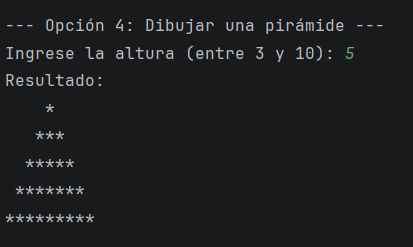 --- Opción 4: Dibujar una pirámide ---
Ingrese la altura (entre 3 y 10): 5
Resultado:
    *
   ***
  *****
 *******
*********